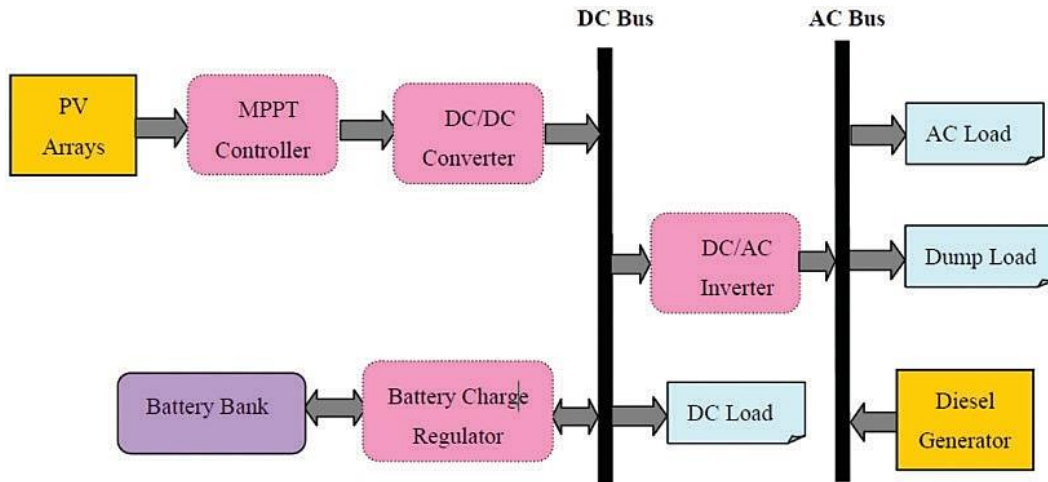 DC Bus
AC Bus
PV
Arrays
MPPT
Controller
DC/DC
Converter
AC Load
DC/AC
Inverter
Dump Load
Battery Bank
Battery Charge
Regulator
DC Load
Diesel
Generator